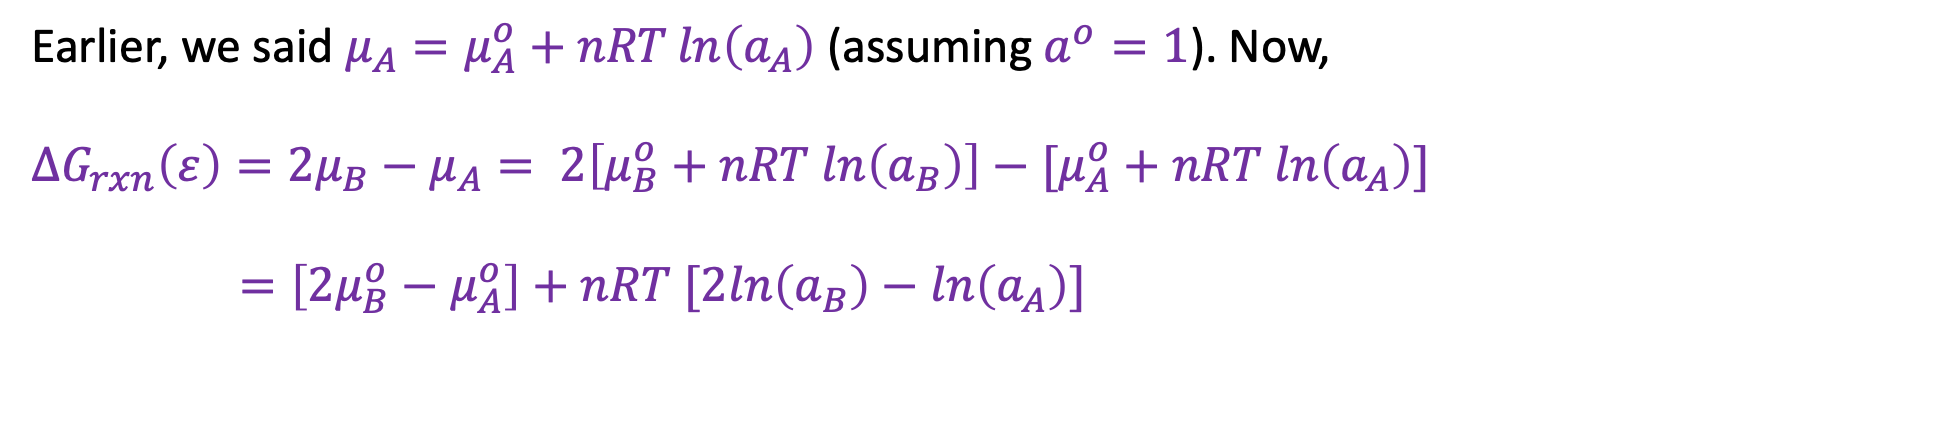 Earlier, we said μ_A = μ_A^o + nRT ln(a_A) (assuming a^o = 1). Now,
ΔG_rxn(ε) = 2μ_B − μ_A = 2[μ_B^o + nRT ln(a_B)] − [μ_A^o + nRT ln(a_A)]
= [2μ_B^o − μ_A^o] + nRT [2ln(a_B) − ln(a_A)]